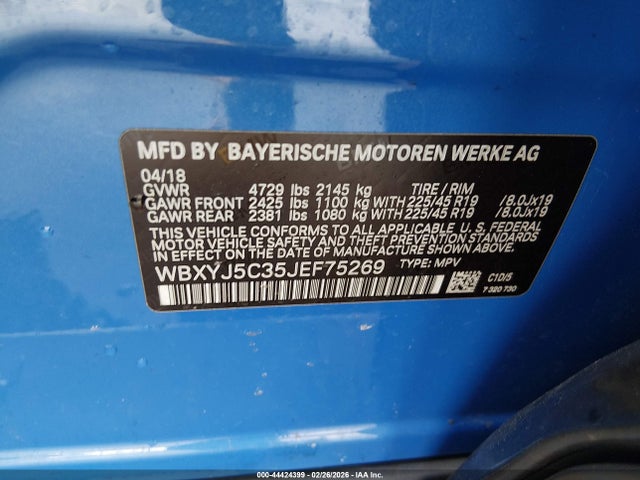 MFD BY BAYERISCHE MOTOREN WERKE AG
04/18
GVWR 4729 lbs 2145 kg TIRE / RIM
GAWR FRONT 2425 lbs 1100 kg WITH 225/45 R19 /8.0Jx19
GAWR REAR 2381 lbs 1080 kg WITH 225/45 R19 /8.0Jx19
THIS VEHICLE CONFORMS TO ALL APPLICABLE U.S. FEDERAL
MOTOR VEHICLE SAFETY, BUMPER, AND THEFT PREVENTION
STANDARDS IN EFFECT ON THE DATE OF MANUFACTURE SHOWN ABOVE.
WBXYJ5C35JEF75269 TYPE: MPV
C1D/5
7 320 730
000-44424399 - 02/26/2026 - IAA Inc.